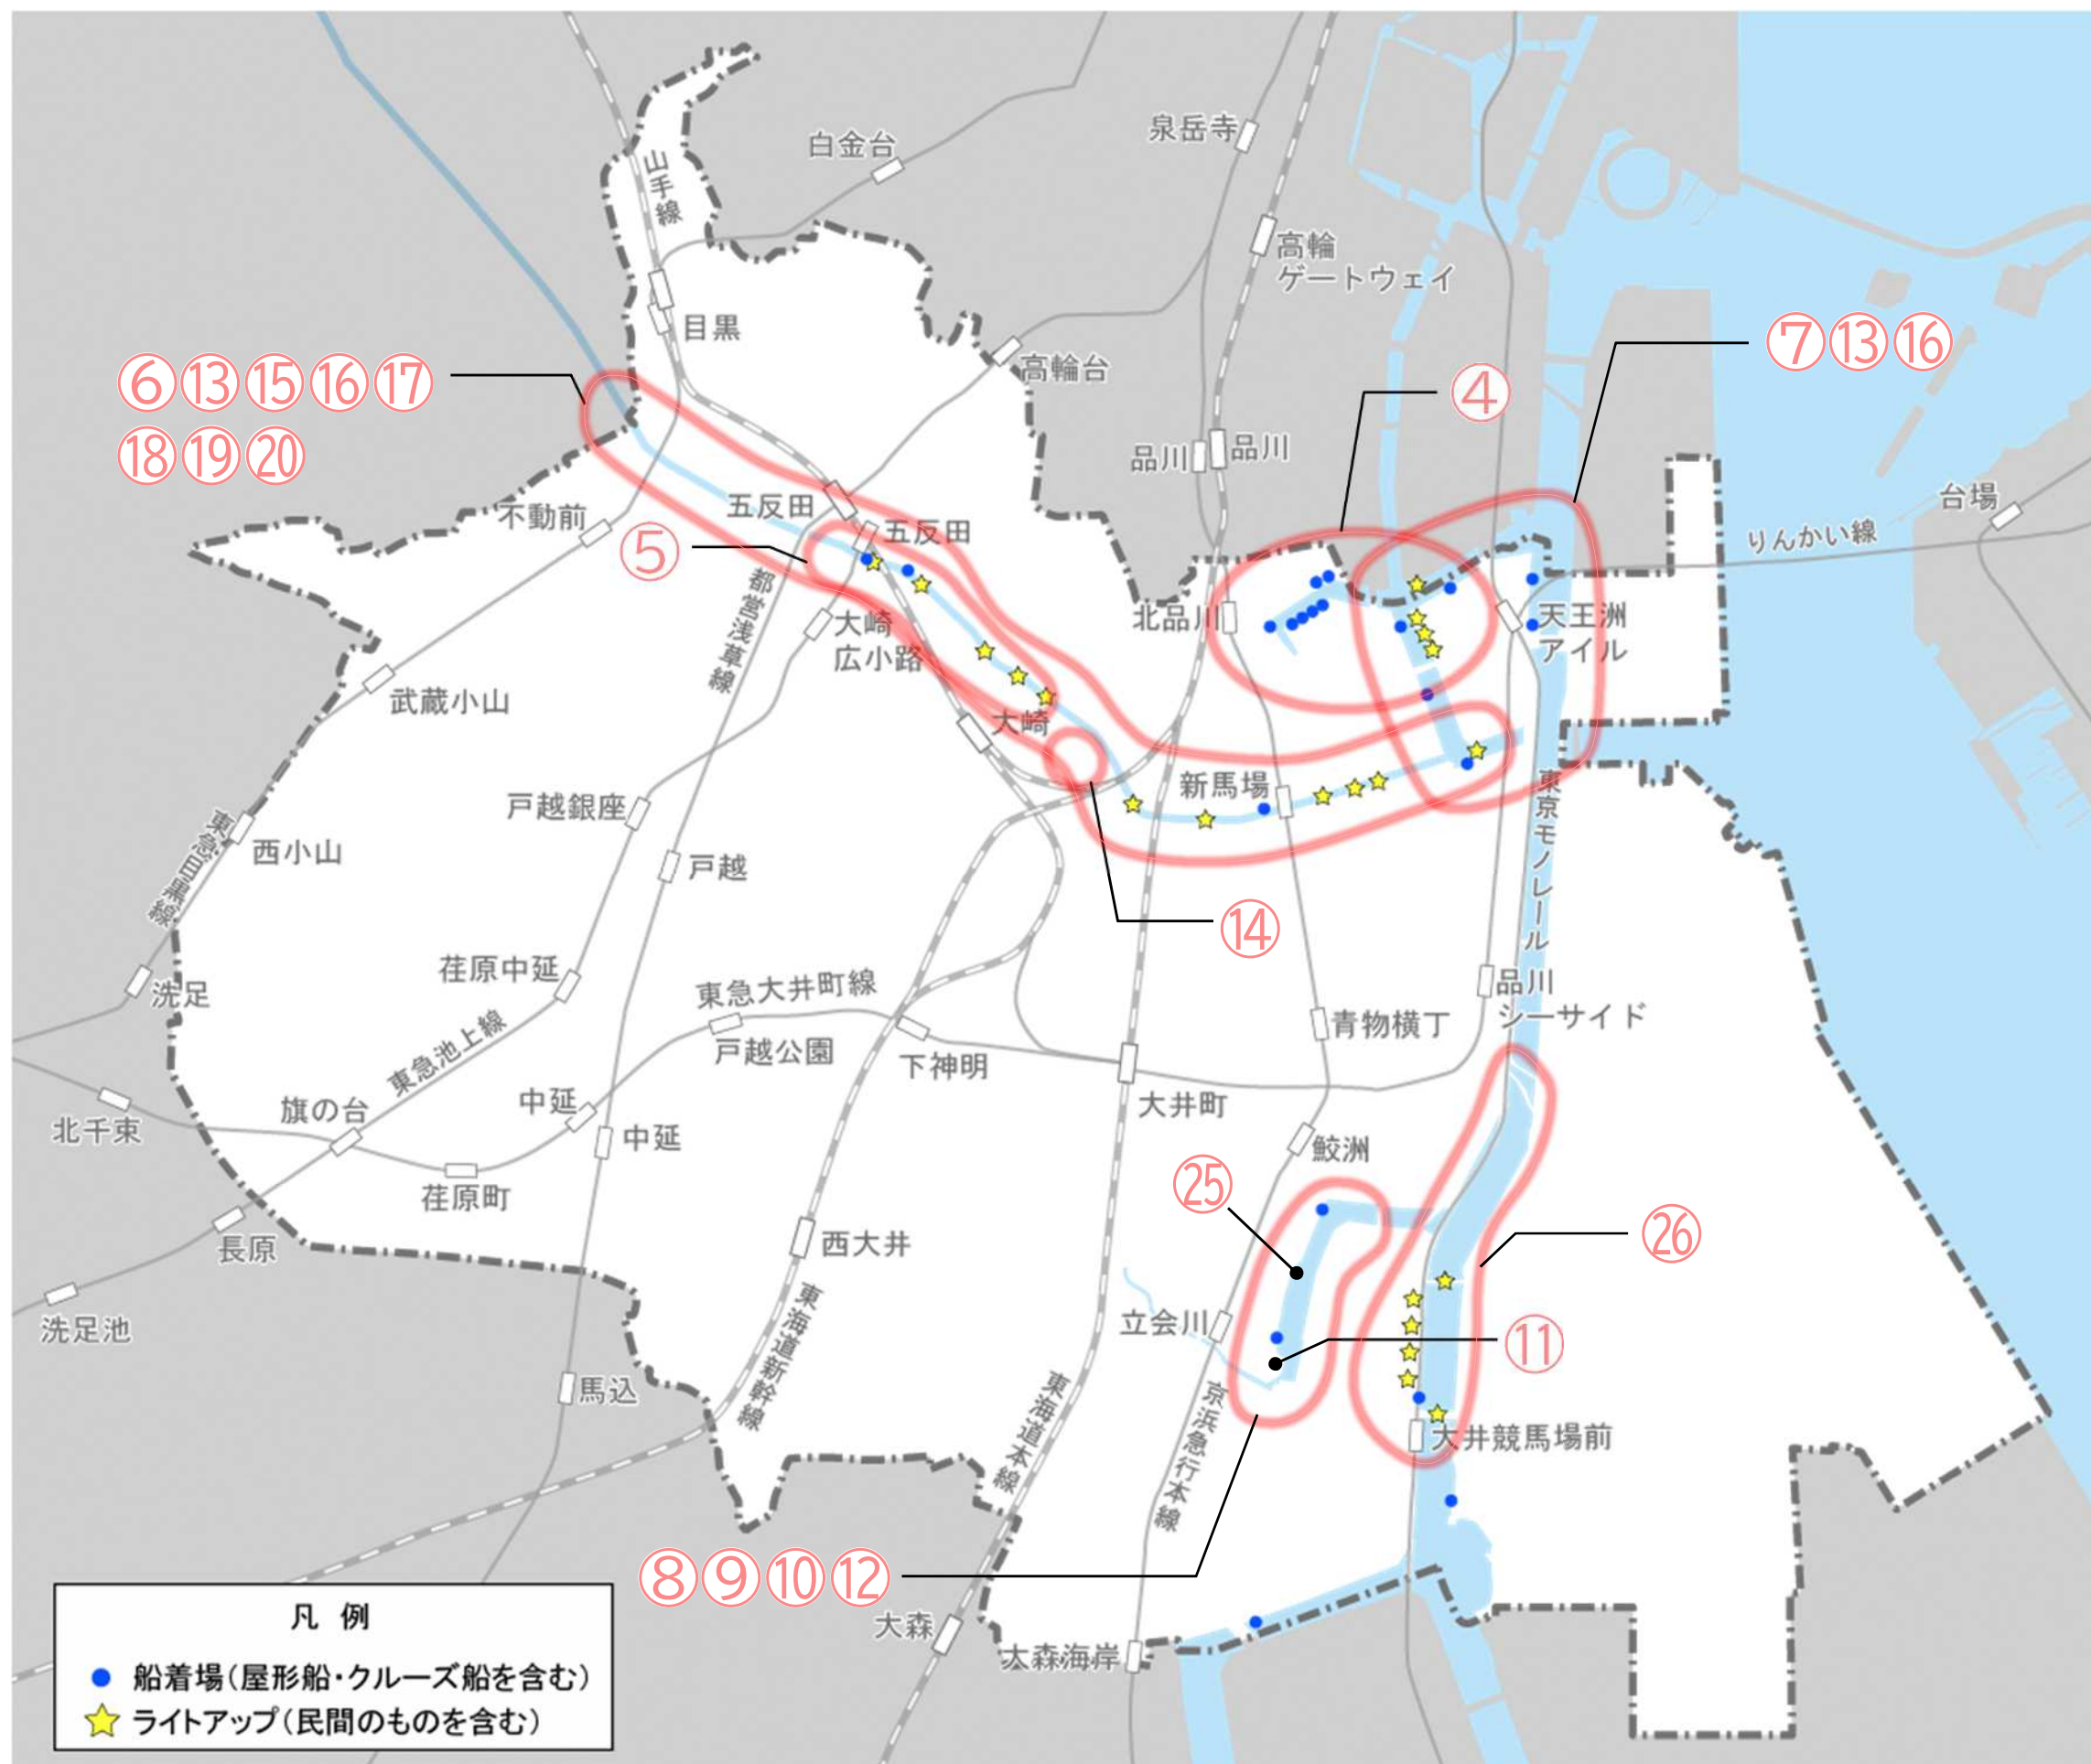 白金台
泉岳寺
山手線
高輪
ゲートウェイ
目黒
高輪台
⑦⑬⑯
⑥⑬⑮⑯⑰
⑱⑲⑳
④
品川
品川
台場
りんかい線
不動前
五反田
五反田
⑤
都営浅草線
大崎
広小路
北品川
天王洲
アイル
武蔵小山
大崎
新馬場
東京モノレール
戸越銀座
東急目黒線
西小山
戸越
⑭
荏原中延
洗足
東急大井町線
品川
シーサイド
東急池上線
戸越公園
下神明
青物横丁
大井町
北千束
旗の台
中延
中延
鮫洲
荏原町
㉕
㉖
長原
西大井
洗足池
立会川
⑪
東海道新幹線
馬込
東海道本線
京浜急行本線
大井競馬場前
⑧⑨⑩⑫
大森
大森海岸
凡 例
船着場(屋形船・クルーズ船を含む)
ライトアップ(民間のものを含む)